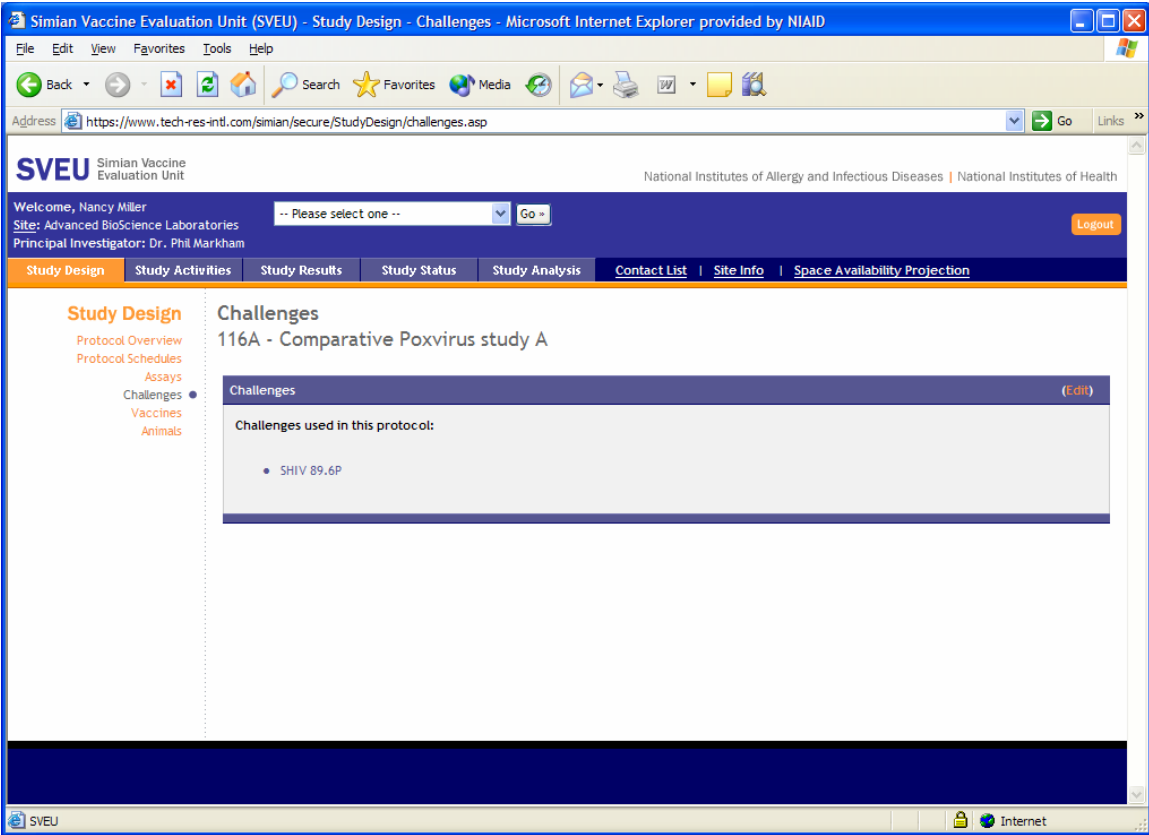 Simian Vaccine Evaluation Unit (SVEU) - Study Design - Challenges - Microsoft Internet Explorer provided by NIAID
File Edit View Favorites Tools Help
Back Search Favorites Media
Address https://www.tech-res-intl.com/simian/secure/StudyDesign/challenges.asp Go Links »
SVEU Simian Vaccine
Evaluation Unit
National Institutes of Allergy and Infectious Diseases | National Institutes of Health
Welcome, Nancy Miller
Site: Advanced BioScience Laboratories
Principal Investigator: Dr. Phil Markham
-- Please select one -- Go »
Logout
Study Design Study Activities Study Results Study Status Study Analysis Contact List | Site Info | Space Availability Projection
Study Design
Protocol Overview
Protocol Schedules
Assays
Challenges
Vaccines
Animals
Challenges
116A - Comparative Poxvirus study A
Challenges (Edit)
Challenges used in this protocol:
• SHIV 89.6P
SVEU Internet